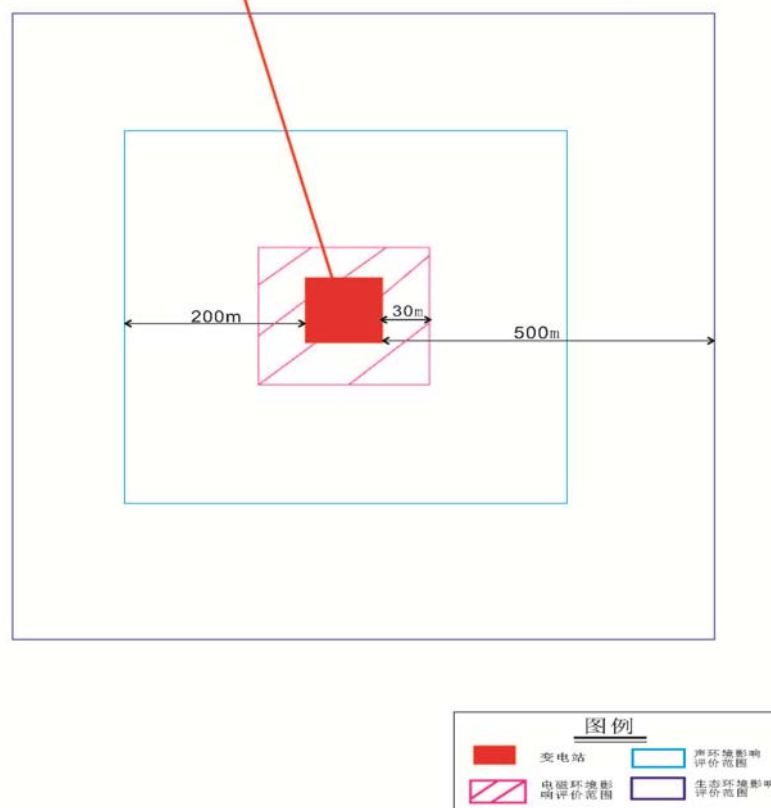 200m
30m
500m
图例
变电站
声环境影响
评价范围
电磁环境影
响评价范围
生态环境影响
评价范围